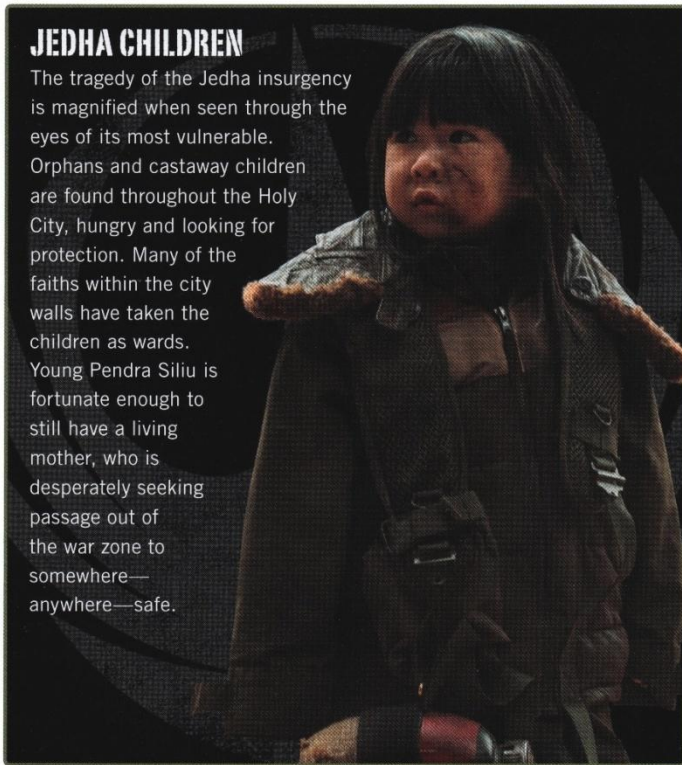 JEDHA CHILDREN
The tragedy of the Jedha insurgency
is magnified when seen through the
eyes of its most vulnerable.
Orphans and castaway children
are found throughout the Holy
City, hungry and looking for
protection. Many of the
faiths within the city
walls have taken the
children as wards.
Young Pendra Siliu is
fortunate enough to
still have a living
mother, who is
desperately seeking
passage out of
the war zone to
somewhere—
anywhere—safe.